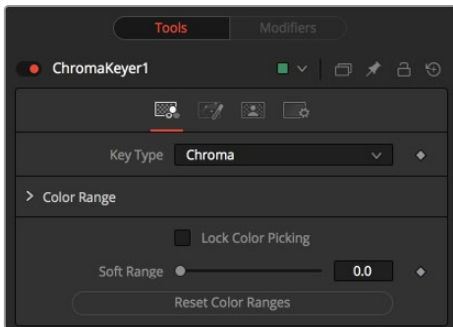 Tools Modifiers
ChromaKeyer1
Key Type Chroma
Color Range
Lock Color Picking
Soft Range 0.0
Reset Color Ranges